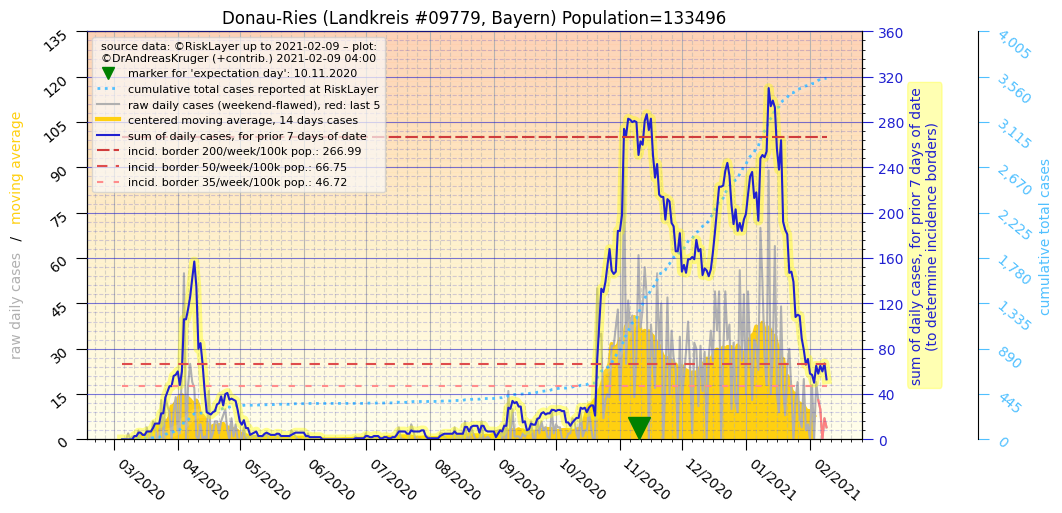 Donau-Ries (Landkreis #09779, Bayern) Population=133496
source data: ©RiskLayer up to 2021-02-09 – plot:
©DrAndreasKruger (+contrib.) 2021-02-09 04:00
marker for 'expectation day': 10.11.2020
cumulative total cases reported at RiskLayer
raw daily cases (weekend-flawed), red: last 5
centered moving average, 14 days cases
sum of daily cases, for prior 7 days of date
incid. border 200/week/100k pop.: 266.99
incid. border 50/week/100k pop.: 66.75
incid. border 35/week/100k pop.: 46.72
raw daily cases / moving average
135
120
105
90
75
60
45
30
15
0
03/2020
04/2020
05/2020
06/2020
07/2020
08/2020
09/2020
10/2020
11/2020
12/2020
01/2021
02/2021
360
320
280
240
200
160
120
80
40
0
sum of daily cases, for prior 7 days of date
(to determine incidence borders)
4,005
3,560
3,115
2,670
2,225
1,780
1,335
890
445
0
cumulative total cases